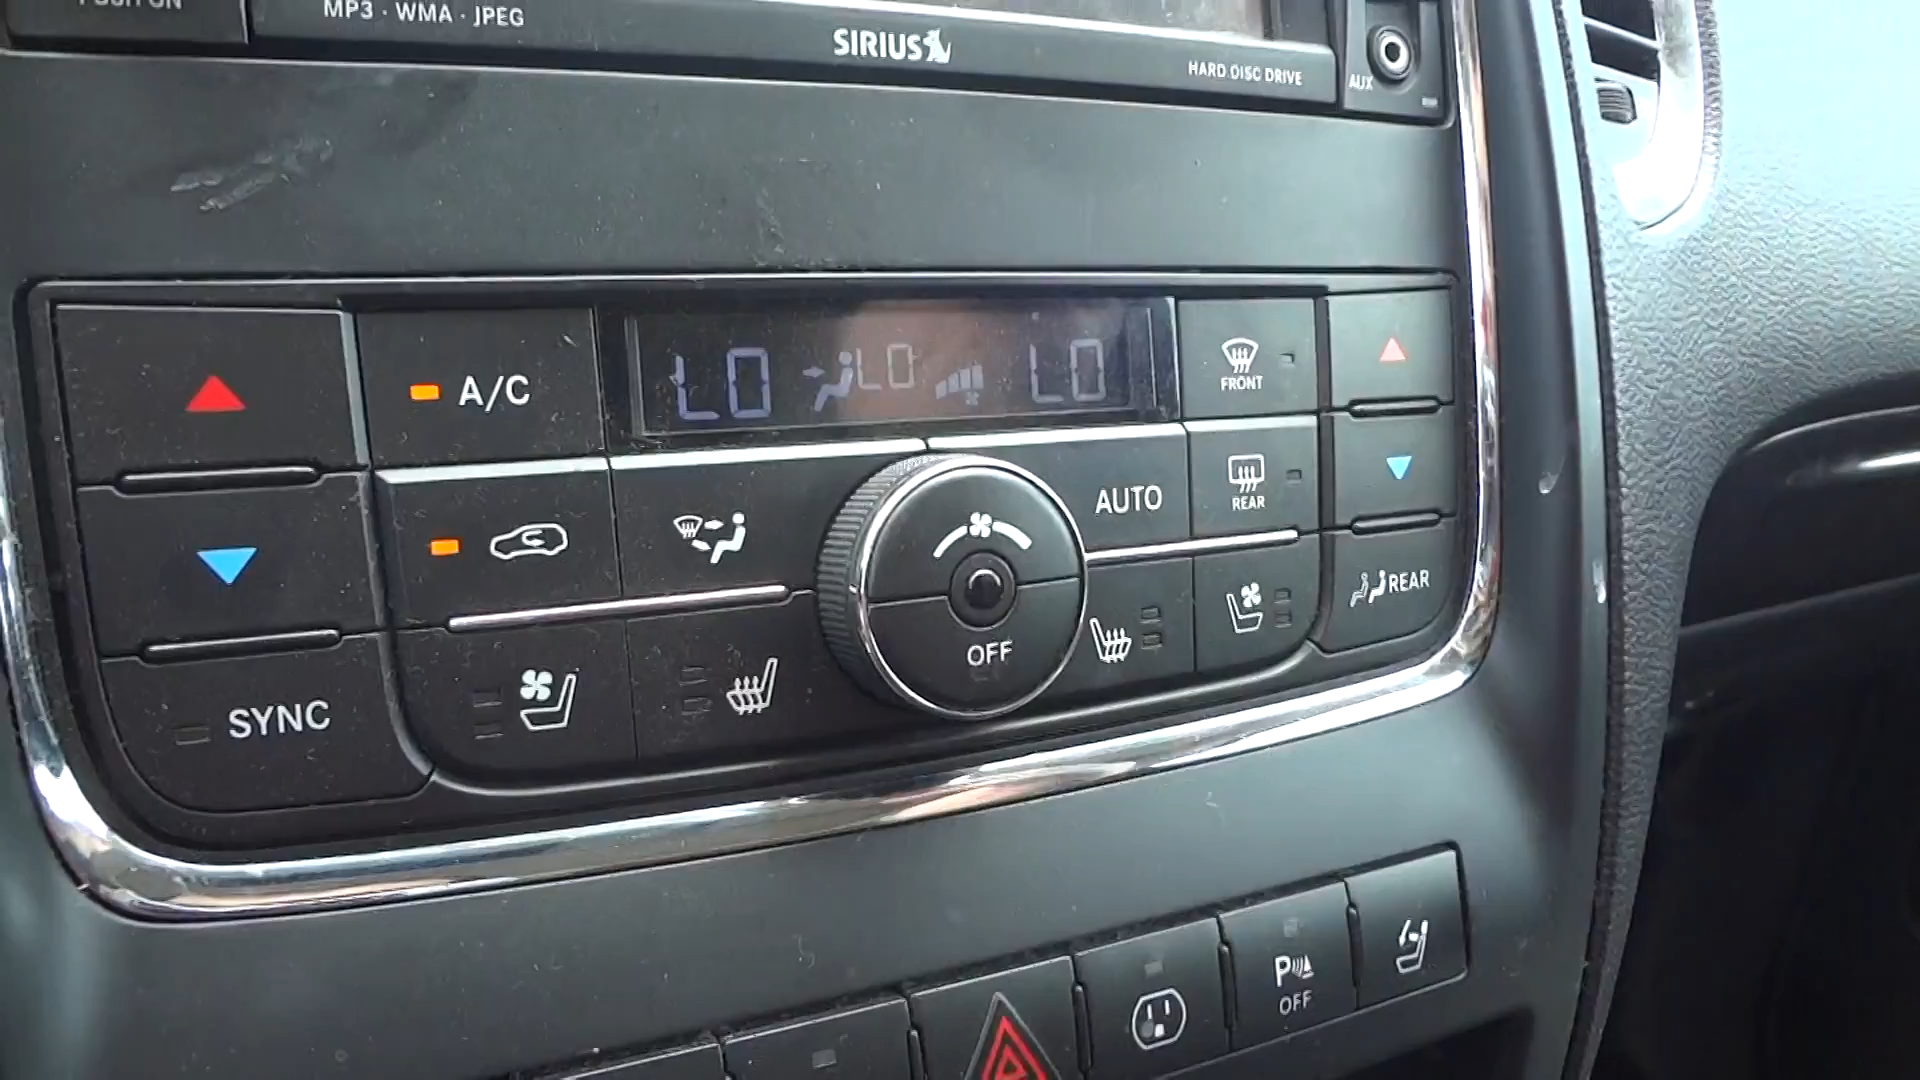 MP3 · WMA · JPEG
SIRIUS
HARD DISC DRIVE
AUX
A/C
LO LO LO
FRONT
AUTO
REAR
REAR
OFF
SYNC
P
OFF